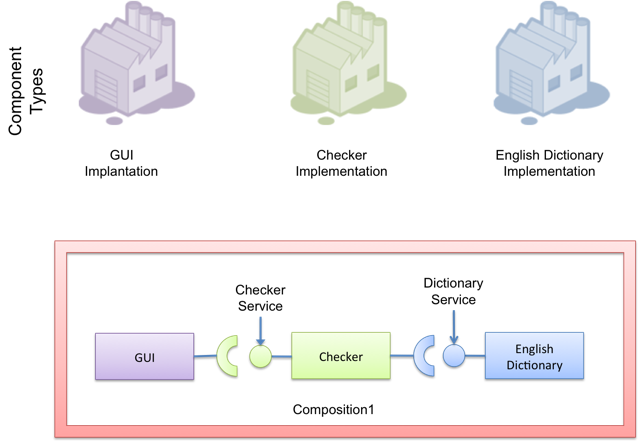 Component
Types
GUI
Implantation
Checker
Implementation
English Dictionary
Implementation
Checker
Service
Dictionary
Service
GUI
Checker
English
Dictionary
Composition1